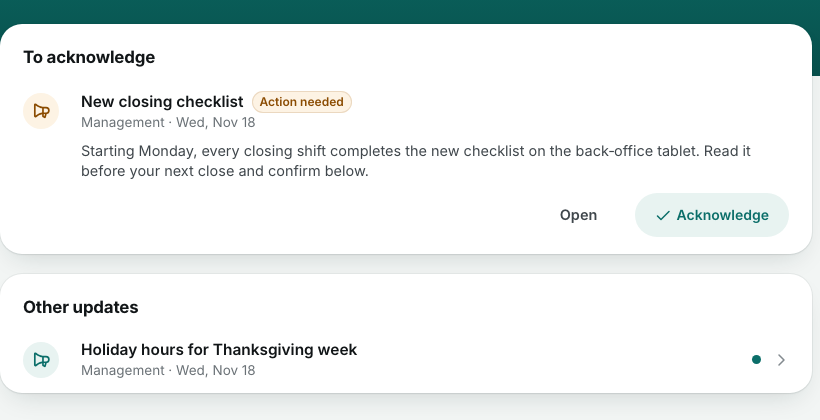 To acknowledge
New closing checklist
Action needed
Management · Wed, Nov 18
Starting Monday, every closing shift completes the new checklist on the back-office tablet. Read it
before your next close and confirm below.
Open
Acknowledge
Other updates
Holiday hours for Thanksgiving week
Management · Wed, Nov 18